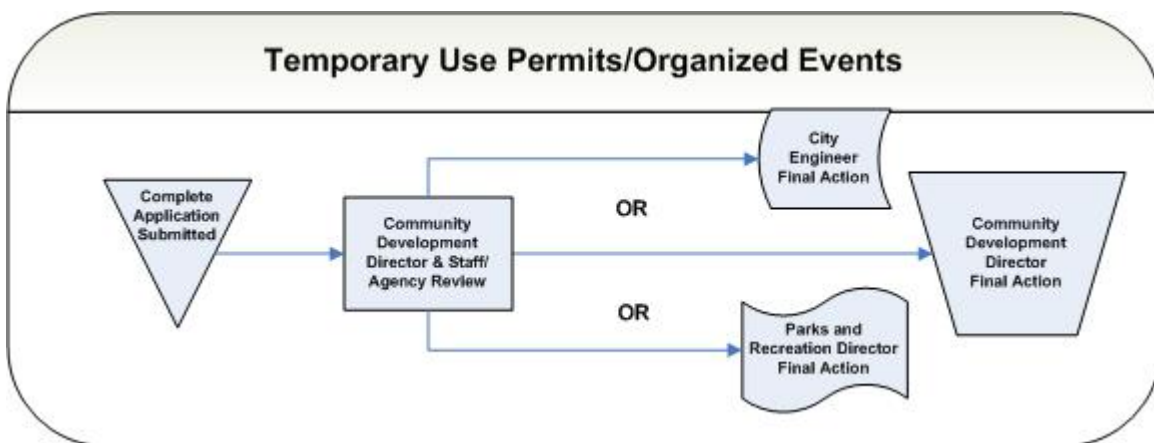 Temporary Use Permits/Organized Events
Complete
Application
Submitted
Community
Development
Director & Staff/
Agency Review
City
Engineer
Final Action
OR
Community
Development
Director
Final Action
OR
Parks and
Recreation Director
Final Action